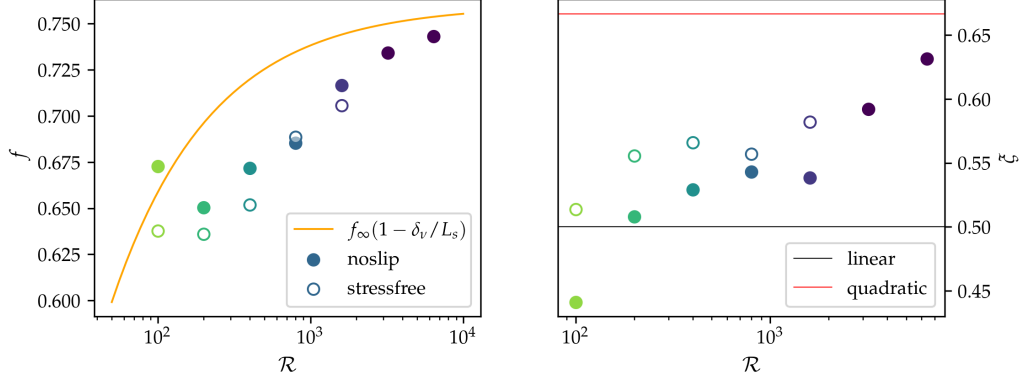 0.750
0.725
0.700
0.675
0.650
0.625
0.600
f
f∞(1 − δν/Ls)
noslip
stressfree
10² 10³ 10⁴
ℛ
0.65
0.60
0.55
0.50
0.45
ξ
linear
quadratic
10² 10³
ℛ